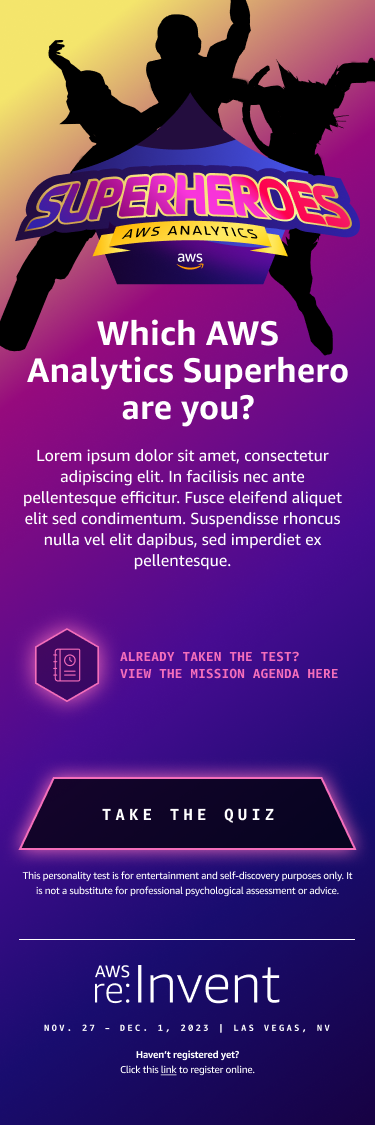 SUPERHEROES
AWS ANALYTICS
aws
Which AWS
Analytics Superhero
are you?
Lorem ipsum dolor sit amet, consectetur
adipiscing elit. In facilisis nec ante
pellentesque efficitur. Fusce eleifend aliquet
elit sed condimentum. Suspendisse rhoncus
nulla vel elit dapibus, sed imperdiet ex
pellentesque.
ALREADY TAKEN THE TEST?
VIEW THE MISSION AGENDA HERE
TAKE THE QUIZ
This personality test is for entertainment and self-discovery purposes only. It
is not a substitute for professional psychological assessment or advice.
AWS
re:Invent
NOV. 27 – DEC. 1, 2023 | LAS VEGAS, NV
Haven't registered yet?
Click this link to register online.